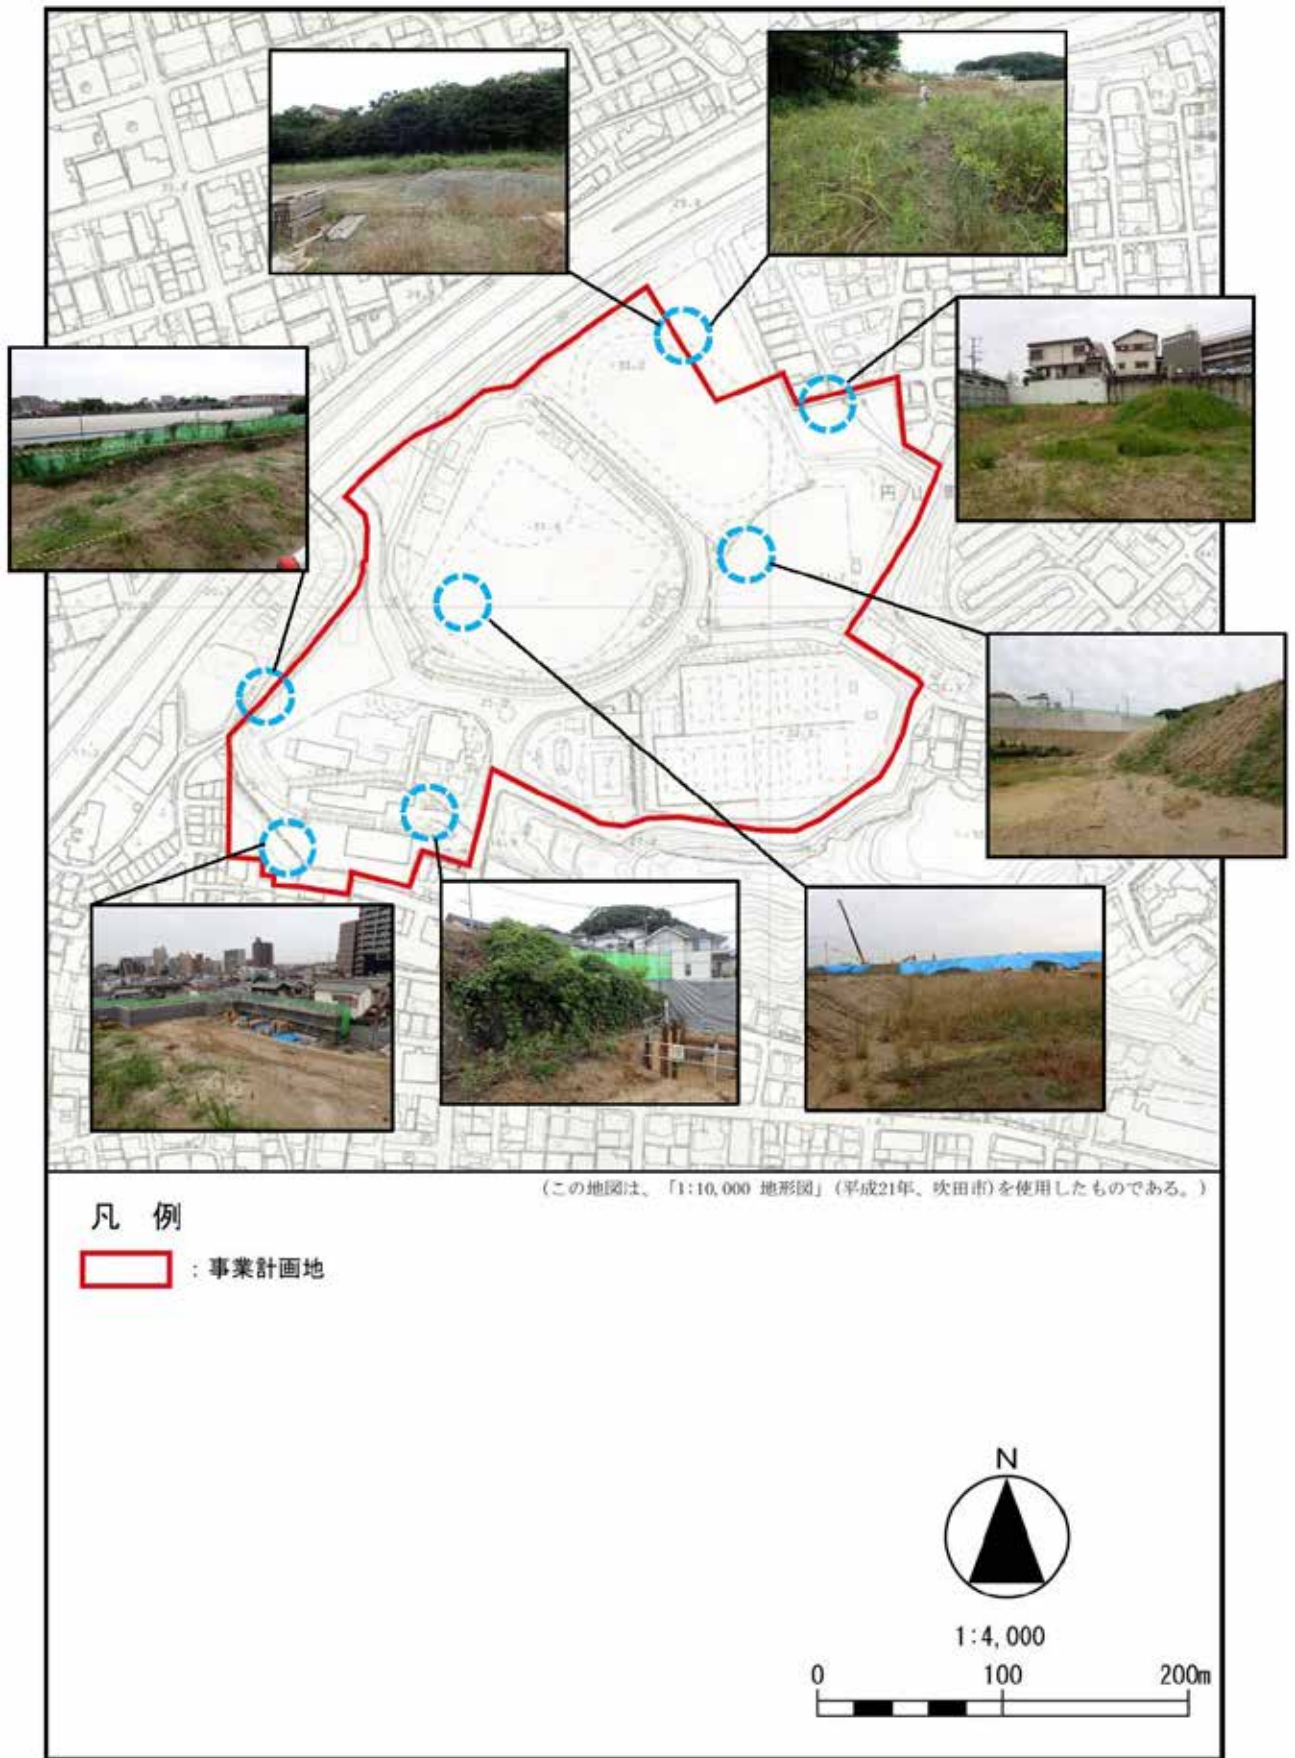 円山
(この地図は、「1:10,000 地形図」(平成21年、吹田市)を使用したものである。)
凡 例
：事業計画地
N
1:4,000
0 100 200m